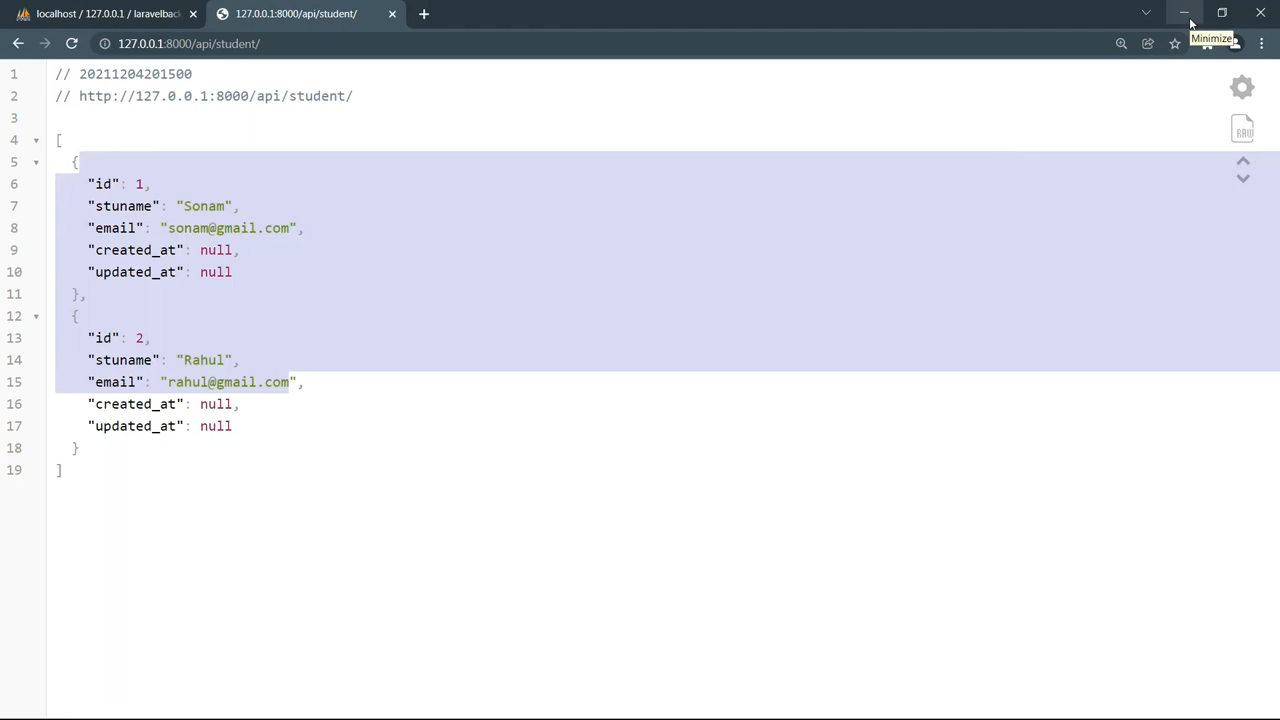 localhost / 127.0.0.1 / laravelback
127.0.0.1:8000/api/student/
Minimize
127.0.0.1:8000/api/student/
1 // 20211204201500
2 // http://127.0.0.1:8000/api/student/
3
4 [
5 {
6 "id": 1,
7 "stuname": "Sonam",
8 "email": "sonam@gmail.com",
9 "created_at": null,
10 "updated_at": null
11 },
12 {
13 "id": 2,
14 "stuname": "Rahul",
15 "email": "rahul@gmail.com",
16 "created_at": null,
17 "updated_at": null
18 }
19 ]
RAW